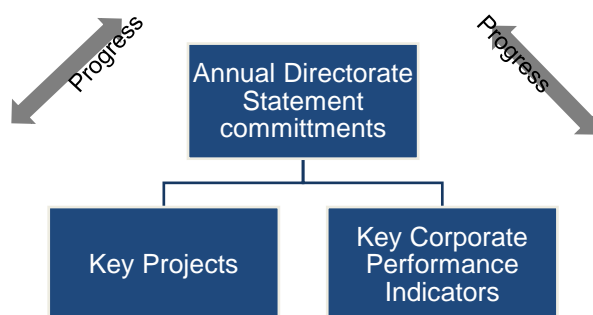 Progress
Progress
Annual Directorate
Statement
committments
Key Projects
Key Corporate
Performance
Indicators